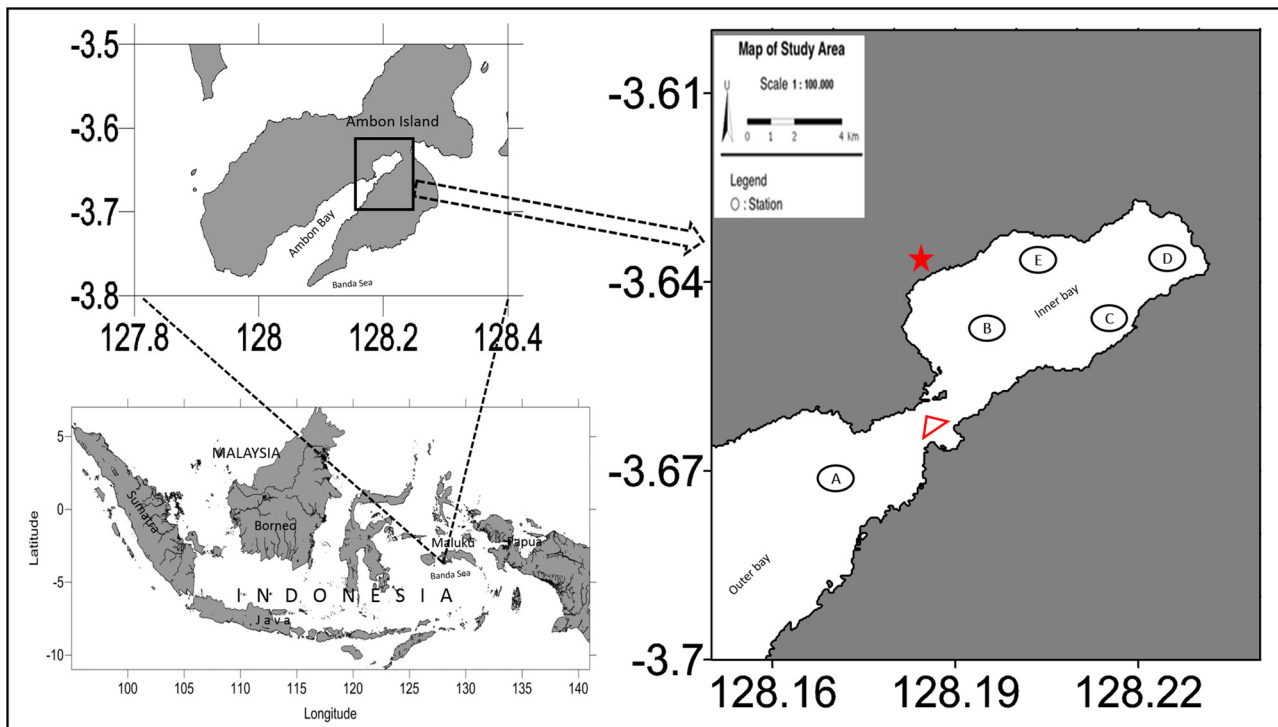 -3.5
-3.6
-3.7
-3.8
Ambon Island
Ambon Bay
Banda Sea
127.8
128
128.2
128.4
5
0
-5
-10
Latitude
MALAYSIA
Sumatra
Borneo
Maluku
Papua
Banda Sea
I N D O N E S I A
Java
100
105
110
115
120
125
130
135
140
Longitude
Map of Study Area
Scale 1 : 100.000
U
0 1 2 4 Km
Legend
: Station
-3.61
-3.64
-3.67
-3.7
E
D
Inner bay
B
C
A
Outer bay
128.16
128.19
128.22